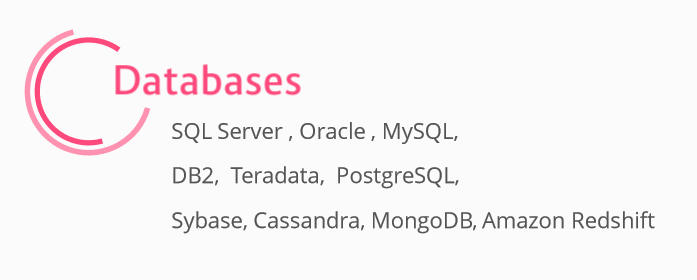 Databases
SQL Server , Oracle , MySQL,
DB2, Teradata, PostgreSQL,
Sybase, Cassandra, MongoDB, Amazon Redshift